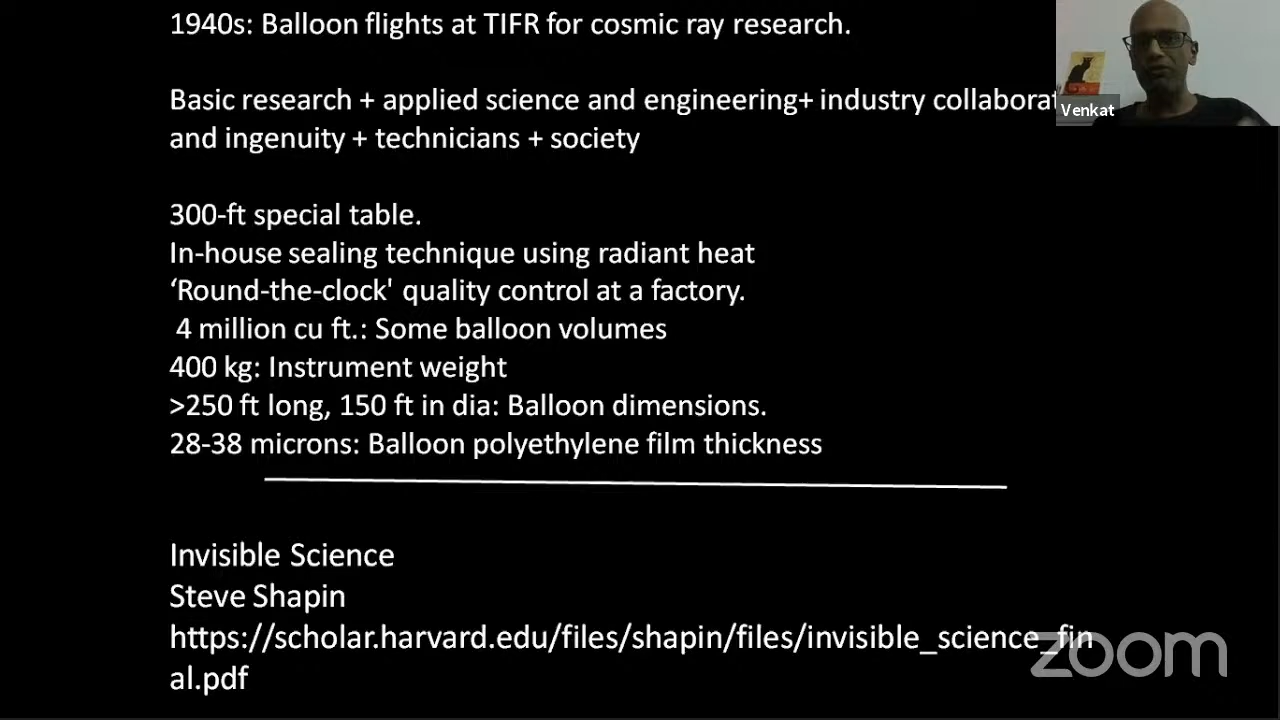 1940s: Balloon flights at TIFR for cosmic ray research.
Basic research + applied science and engineering+ industry collaborat
and ingenuity + technicians + society
300-ft special table.
In-house sealing technique using radiant heat
‘Round-the-clock' quality control at a factory.
4 million cu ft.: Some balloon volumes
400 kg: Instrument weight
>250 ft long, 150 ft in dia: Balloon dimensions.
28-38 microns: Balloon polyethylene film thickness
Invisible Science
Steve Shapin
https://scholar.harvard.edu/files/shapin/files/invisible_science_fin
al.pdf
Venkat
zoom